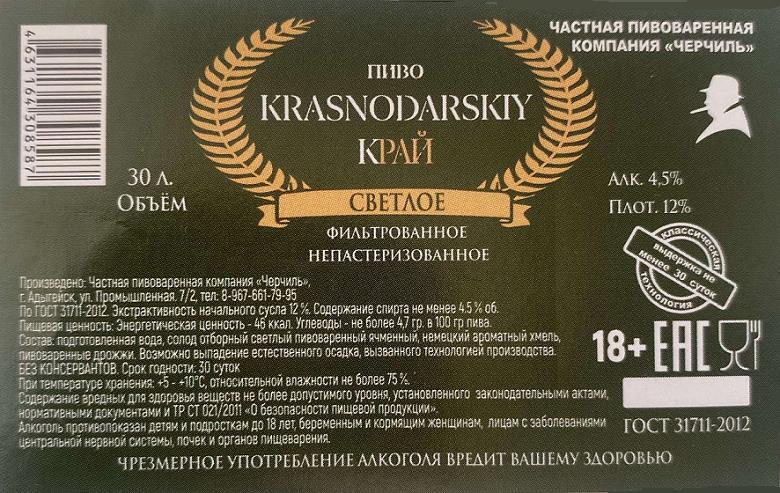 4631164308587
ЧАСТНАЯ ПИВОВАРЕННАЯ
КОМПАНИЯ «ЧЕРЧИЛЬ»
ПИВО
KRASNODARSKIY
КРАЙ
СВЕТЛОЕ
ФИЛЬТРОВАННОЕ
НЕПАСТЕРИЗОВАННОЕ
30 Л.
ОБЪЁМ
АЛК. 4,5%
ПЛОТ. 12%
КЛАССИЧЕСКАЯ
выдержка не
менее 30 суток
ТЕХНОЛОГИЯ
Произведено: Частная пивоваренная компания «Черчиль»,
г. Адыгейск, ул. Промышленная. 7/2, тел: 8-967-661-79-95
По ГОСТ 31711-2012. Экстрактивность начального сусла 12 %. Содержание спирта не менее 4.5 % об.
Пищевая ценность: Энергетическая ценность - 46 ккал. Углеводы - не более 4,7 гр. в 100 гр пива.
Состав: подготовленная вода, солод отборный светлый пивоваренный ячменный, немецкий ароматный хмель,
пивоваренные дрожжи. Возможно выпадение естественного осадка, вызванного технологией производства.
БЕЗ КОНСЕРВАНТОВ. Срок годности: 30 суток
При температуре хранения: +5 - +10°С, относительной влажности не более 75 %.
Содержание вредных для здоровья веществ не более допустимого уровня, установленного законодательными актами,
нормативными документами и ТР СТ 021/2011 «О безопасности пищевой продукции».
Алкоголь противопоказан детям и подросткам до 18 лет, беременным и кормящим женщинам, лицам с заболеваниями
центральной нервной системы, почек и органов пищеварения.
18+ ЕАС
ГОСТ 31711-2012
ЧРЕЗМЕРНОЕ УПОТРЕБЛЕНИЕ АЛКОГОЛЯ ВРЕДИТ ВАШЕМУ ЗДОРОВЬЮ